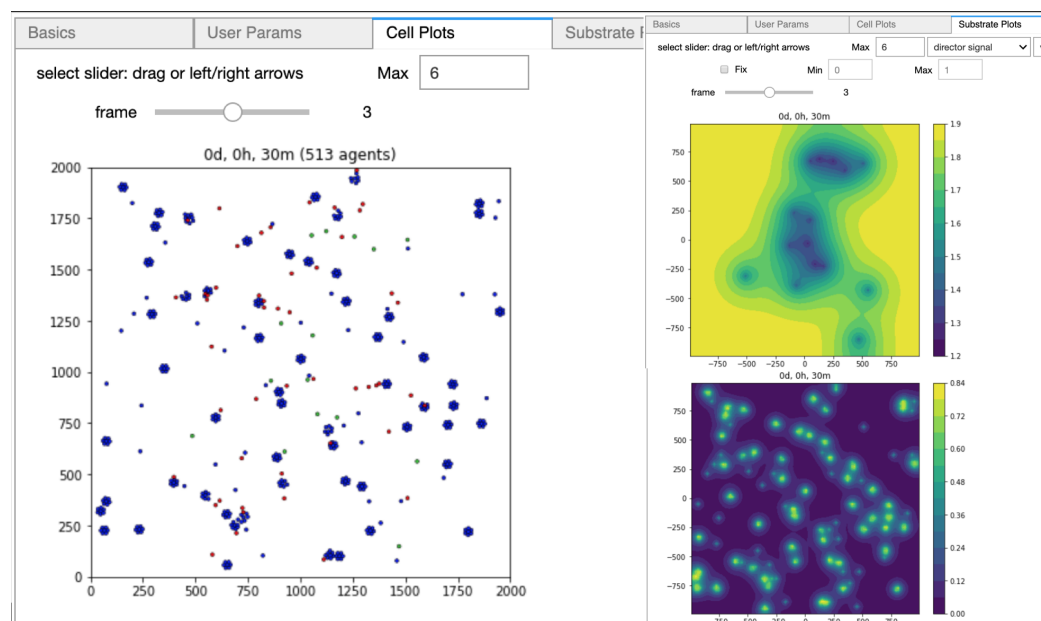 Basics
User Params
Cell Plots
Substrate
select slider: drag or left/right arrows
Max
6
frame
3
0d, 0h, 30m (513 agents)
2000
1750
1500
1250
1000
750
500
250
0
0
250
500
750
1000
1250
1500
1750
2000
Basics
User Params
Cell Plots
Substrate Plots
select slider: drag or left/right arrows
Max
6
director signal
Fix
Min
0
Max
1
frame
3
0d, 0h, 30m
750
500
250
0
−250
−500
−750
−750
−500
−250
0
250
500
750
1.9
1.8
1.7
1.6
1.5
1.4
1.3
1.2
0d, 0h, 30m
750
500
250
0
−250
−500
−750
0.84
0.72
0.60
0.48
0.36
0.24
0.12
0.00